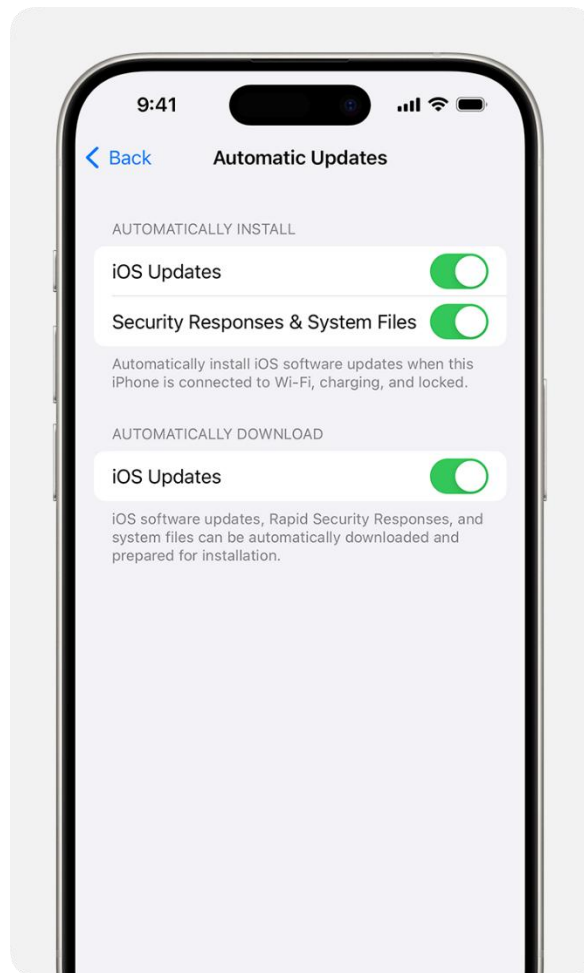 9:41
Back Automatic Updates
AUTOMATICALLY INSTALL
iOS Updates
Security Responses & System Files
Automatically install iOS software updates when this
iPhone is connected to Wi-Fi, charging, and locked.
AUTOMATICALLY DOWNLOAD
iOS Updates
iOS software updates, Rapid Security Responses, and
system files can be automatically downloaded and
prepared for installation.